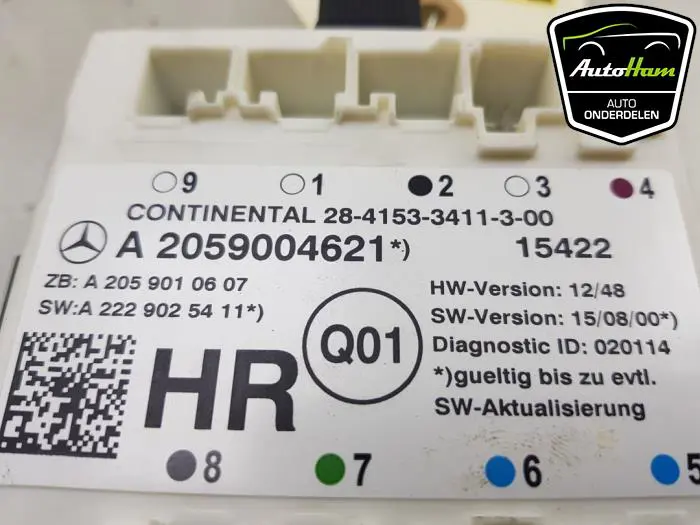 AutoHam
AUTO
ONDERDELEN
9 1 2 3 4
CONTINENTAL 28-4153-3411-3-00
A 2059004621*) 15422
ZB: A 205 901 06 07
SW:A 222 902 54 11*)
HW-Version: 12/48
SW-Version: 15/08/00*)
Diagnostic ID: 020114
*)gueltig bis zu evtl.
SW-Aktualisierung
HR
Q01
8 7 6 5